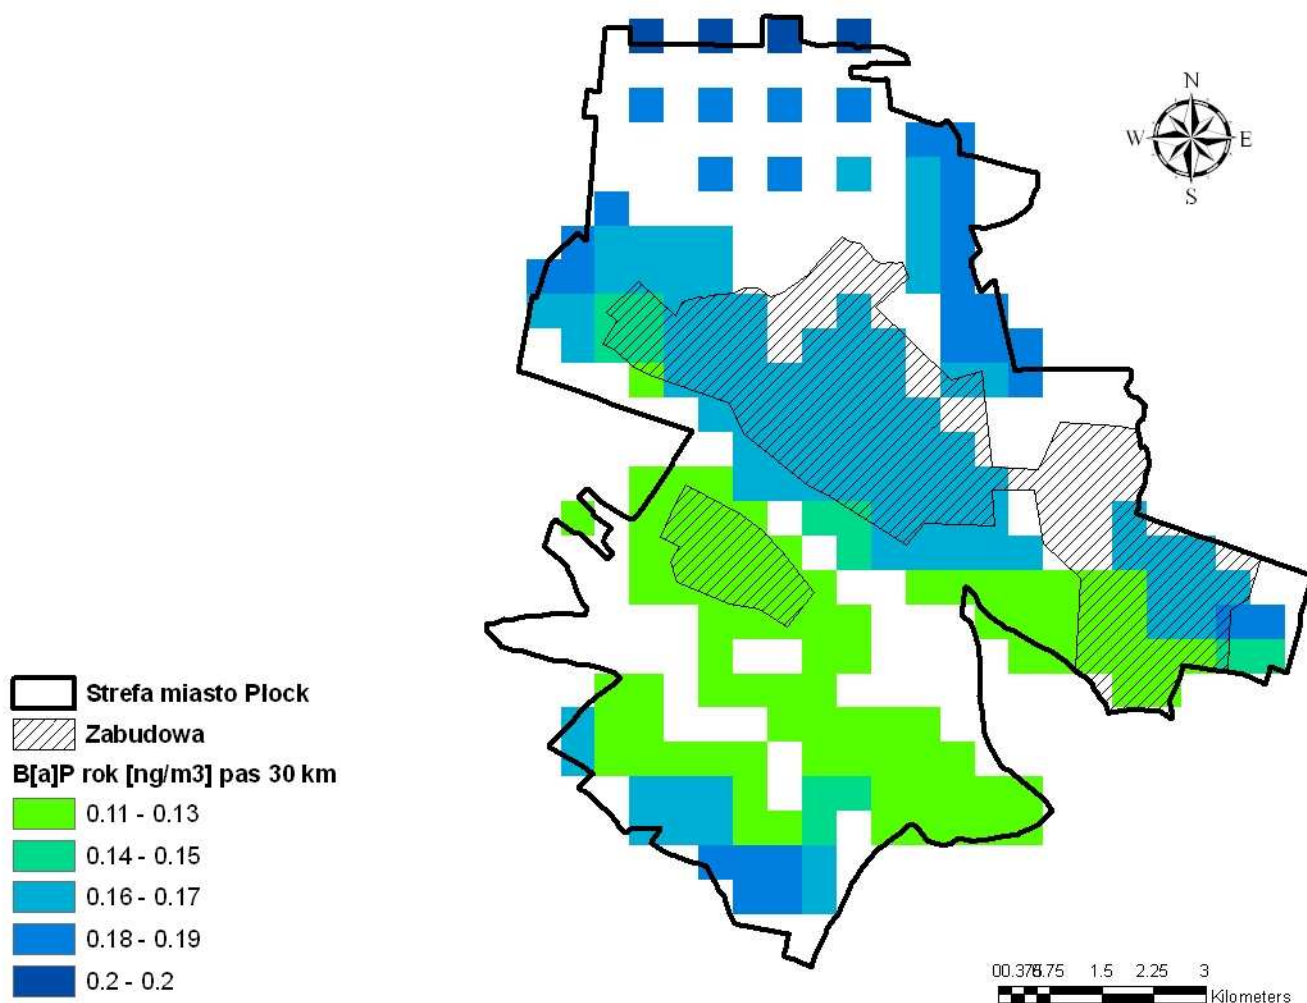 N
W E
S
Strefa miasto Płock
Zabudowa
B[a]P rok [ng/m3] pas 30 km
0.11 - 0.13
0.14 - 0.15
0.16 - 0.17
0.18 - 0.19
0.2 - 0.2
1.5 2.25 3
Kilometers